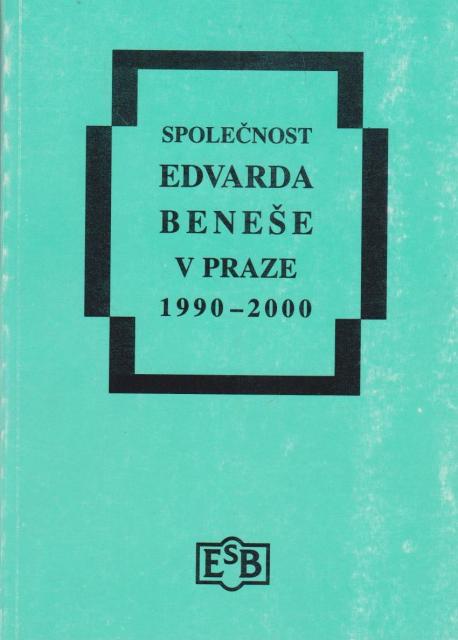 SPOLEČNOST
EDVARDA
BENEŠE
V PRAZE
1990–2000
ESB